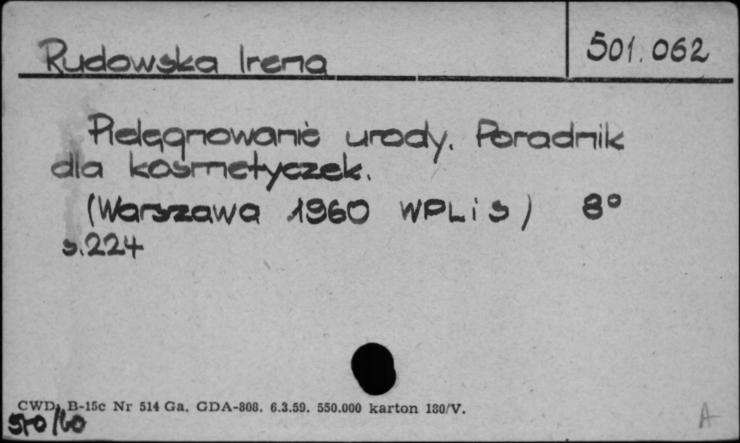 Rudowska Irena 501.062
Pielęgnowanie urody. Poradnik
dla kosmetyczek.
(Warszawa 1960 WPLiS) 8°
s.224
CWD, B-15c Nr 514 Ga. GDA-808. 6.3.59. 550.000 karton 180/V.
570/60
A